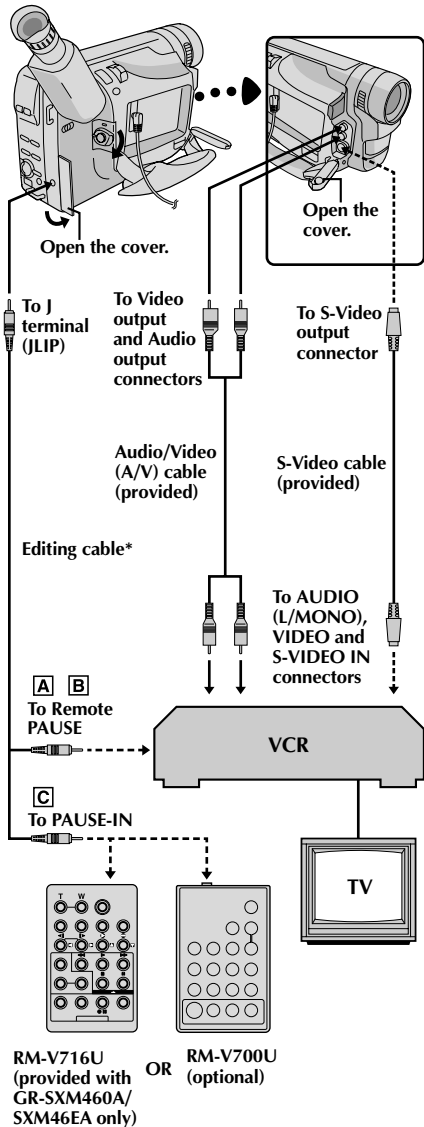 Open the cover.
Open the
cover.
To J
terminal
(JLIP)
To Video
output
and Audio
output
connectors
To S-Video
output
connector
Audio/Video
(A/V) cable
(provided)
S-Video cable
(provided)
Editing cable*
To AUDIO
(L/MONO),
VIDEO and
S-VIDEO IN
connectors
A B
To Remote
PAUSE
VCR
C
To PAUSE-IN
TV
T W
RM-V716U
(provided with
GR-SXM460A/
SXM46EA only)
OR
RM-V700U
(optional)